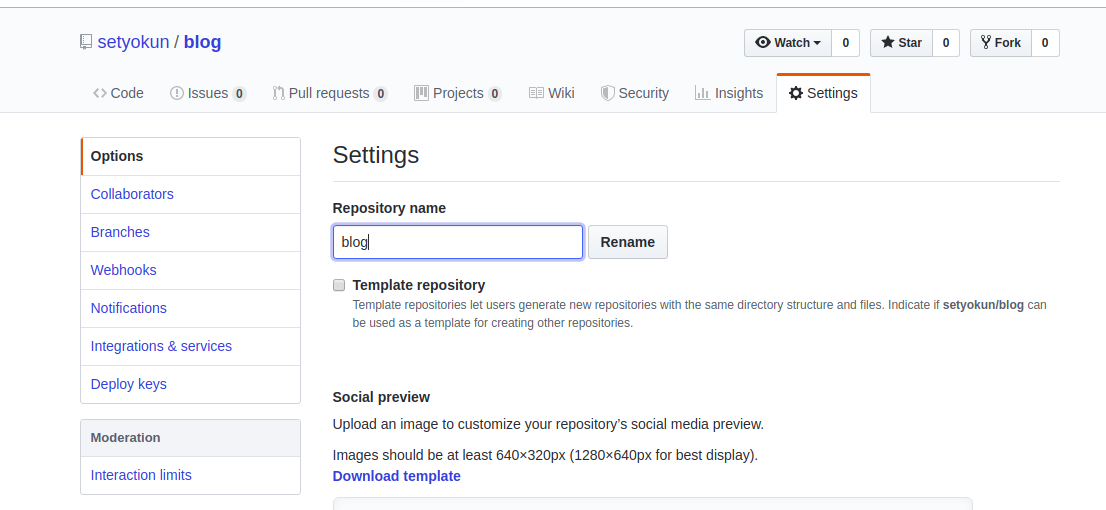 setyokun / blog
Watch 0 Star 0 Fork 0
Code Issues 0 Pull requests 0 Projects 0 Wiki Security Insights Settings
Options
Collaborators
Branches
Webhooks
Notifications
Integrations & services
Deploy keys
Moderation
Interaction limits
Settings
Repository name
blog Rename
Template repository
Template repositories let users generate new repositories with the same directory structure and files. Indicate if setyokun/blog can
be used as a template for creating other repositories.
Social preview
Upload an image to customize your repository’s social media preview.
Images should be at least 640×320px (1280×640px for best display).
Download template